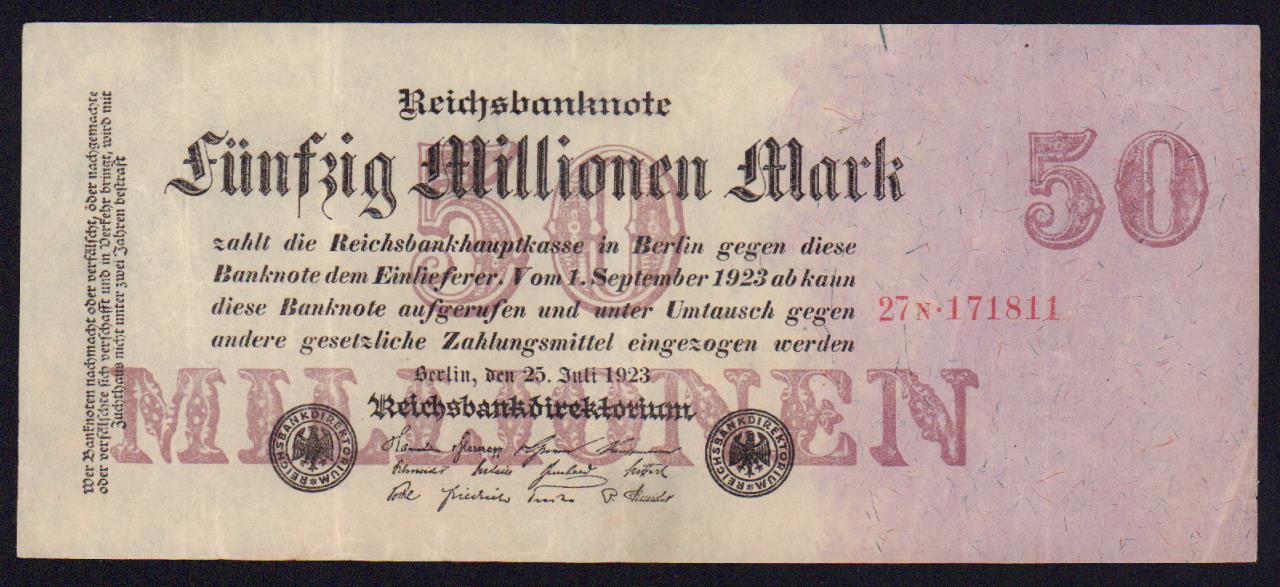 Reichsbanknote
Fünfzig Millionen Mark
50
50
zahlt die Reichsbankhauptkasse in Berlin gegen diese
Banknote dem Einlieferer. Vom 1. September 1923 ab kann
diese Banknote aufgerufen und unter Umtausch gegen
andere gesetzliche Zahlungsmittel eingezogen werden
27N·171811
MILLIONEN
Berlin, den 25. Juli 1923
Reichsbankdirektorium
REICHSBANKDIREKTORIUM
REICHSBANKDIREKTORIUM
Wer Banknoten nachmacht oder verfälscht, oder nachgemachte
oder verfälschte sich verschafft und in Verkehr bringt, wird mit
Zuchthaus nicht unter zwei Jahren bestraft